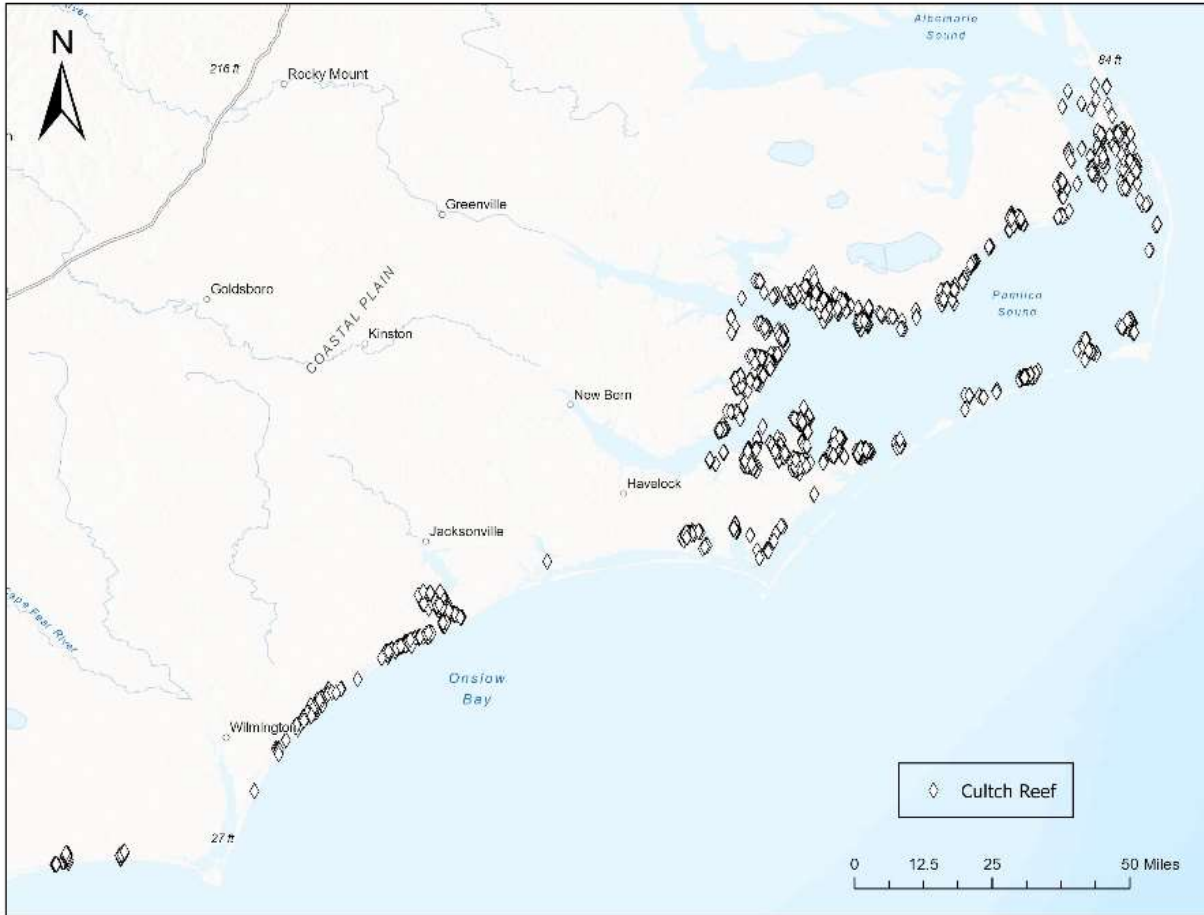 Albemarle
Sound
N
216 ft
84 ft
Rocky Mount
Greenville
Goldsboro
COASTAL PLAIN
Kinston
Pamlico
Sound
New Bern
Havelock
Jacksonville
Cape Fear River
Onslow
Bay
Wilmington
Cultch Reef
27 ft
0 12.5 25 50 Miles